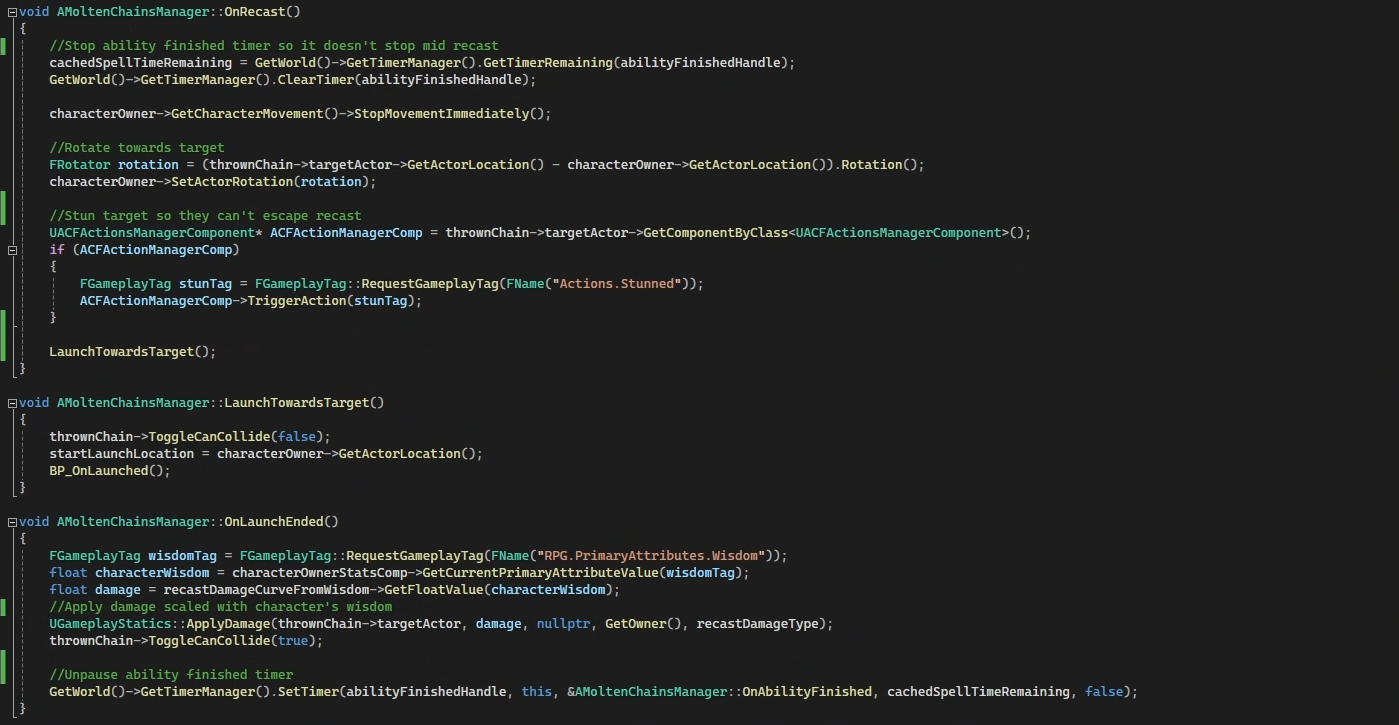 void AMoltenChainsManager::OnRecast()
{
//Stop ability finished timer so it doesn't stop mid recast
cachedSpellTimeRemaining = GetWorld()->GetTimerManager().GetTimerRemaining(abilityFinishedHandle);
GetWorld()->GetTimerManager().ClearTimer(abilityFinishedHandle);
characterOwner->GetCharacterMovement()->StopMovementImmediately();
//Rotate towards target
FRotator rotation = (thrownChain->targetActor->GetActorLocation() - characterOwner->GetActorLocation()).Rotation();
characterOwner->SetActorRotation(rotation);
//Stun target so they can't escape recast
UACFActionsManagerComponent* ACFActionManagerComp = thrownChain->targetActor->GetComponentByClass<UACFActionsManagerComponent>();
if (ACFActionManagerComp)
{
FGameplayTag stunTag = FGameplayTag::RequestGameplayTag(FName("Actions.Stunned"));
ACFActionManagerComp->TriggerAction(stunTag);
}
LaunchTowardsTarget();
}
void AMoltenChainsManager::LaunchTowardsTarget()
{
thrownChain->ToggleCanCollide(false);
startLaunchLocation = characterOwner->GetActorLocation();
BP_OnLaunched();
}
void AMoltenChainsManager::OnLaunchEnded()
{
FGameplayTag wisdomTag = FGameplayTag::RequestGameplayTag(FName("RPG.PrimaryAttributes.Wisdom"));
float characterWisdom = characterOwnerStatsComp->GetCurrentPrimaryAttributeValue(wisdomTag);
float damage = recastDamageCurveFromWisdom->GetFloatValue(characterWisdom);
//Apply damage scaled with character's wisdom
UGameplayStatics::ApplyDamage(thrownChain->targetActor, damage, nullptr, GetOwner(), recastDamageType);
thrownChain->ToggleCanCollide(true);
//Unpause ability finished timer
GetWorld()->GetTimerManager().SetTimer(abilityFinishedHandle, this, &AMoltenChainsManager::OnAbilityFinished, cachedSpellTimeRemaining, false);
}